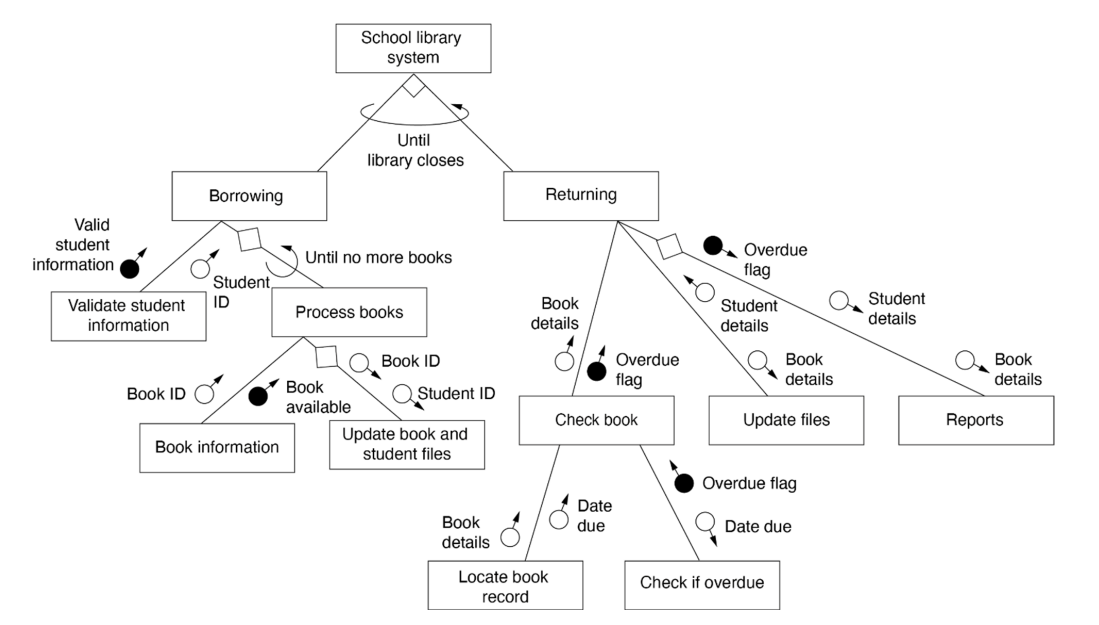 School library
system
Until
library closes
Borrowing
Returning
Valid
student
information
Student
ID
Until no more books
Overdue
flag
Student
details
Student
details
Validate student
information
Process books
Book
details
Overdue
flag
Book
details
Book
details
Book ID
Book
available
Book ID
Student ID
Book information
Update book and
student files
Check book
Update files
Reports
Overdue flag
Book
details
Date
due
Date due
Locate book
record
Check if overdue